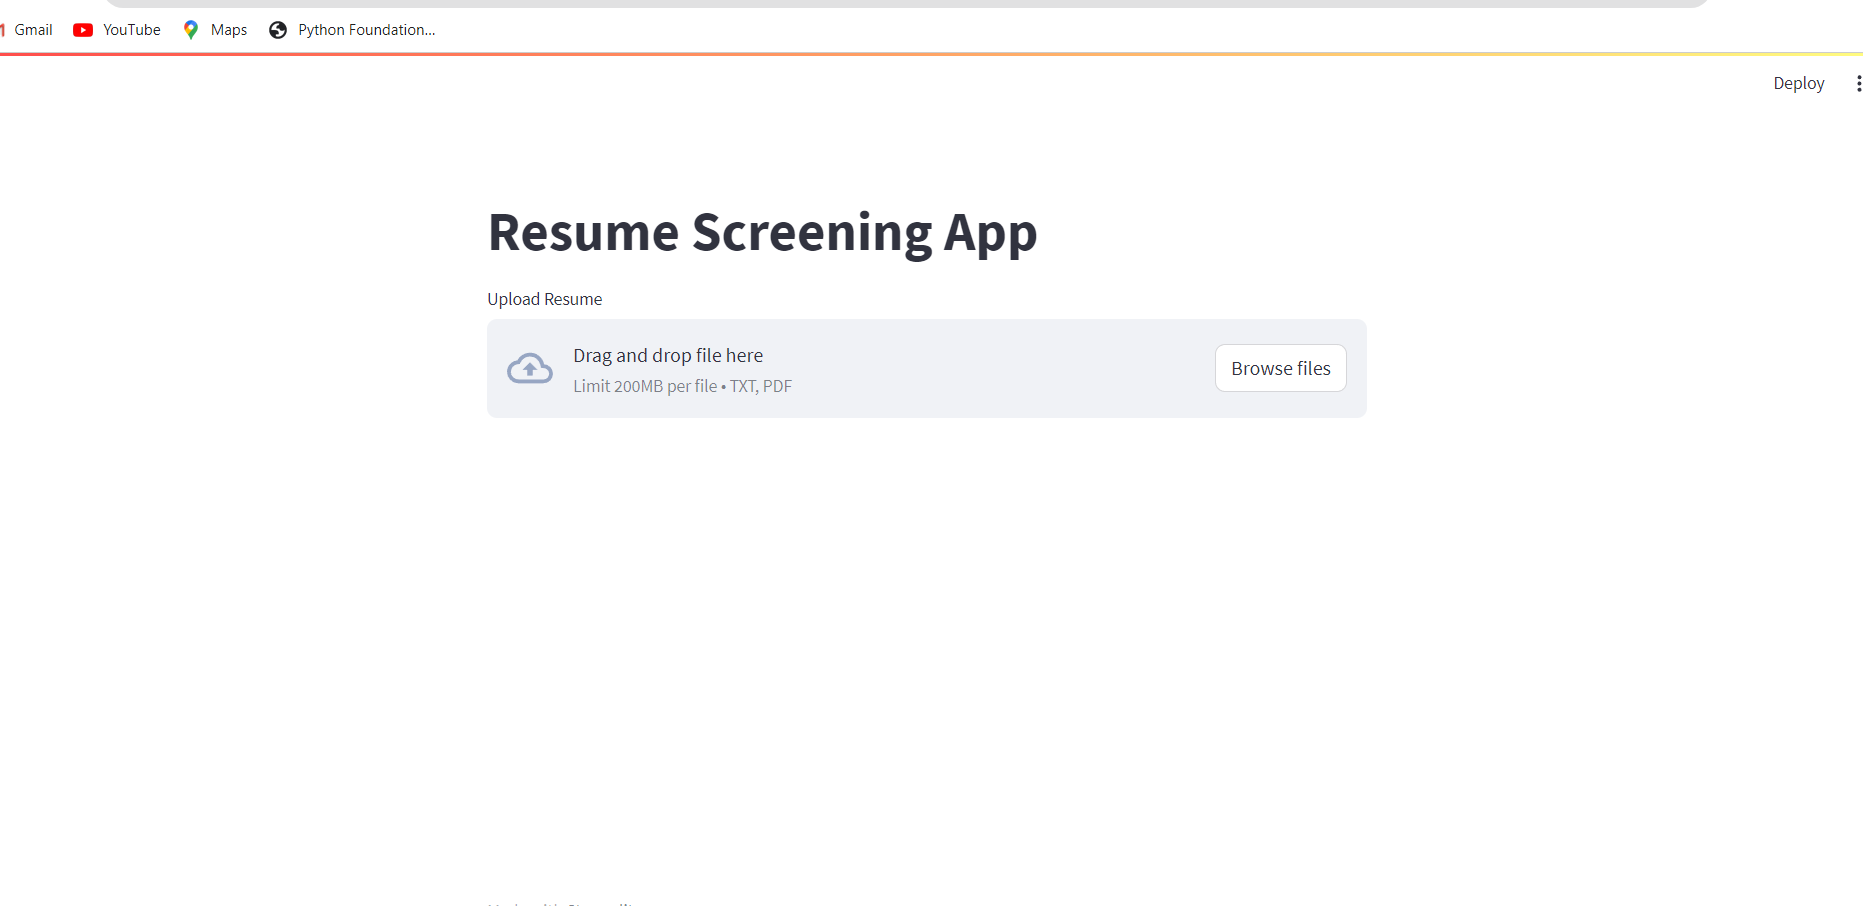 Gmail YouTube Maps Python Foundation...
Deploy
Resume Screening App
Upload Resume
Drag and drop file here
Limit 200MB per file • TXT, PDF
Browse files